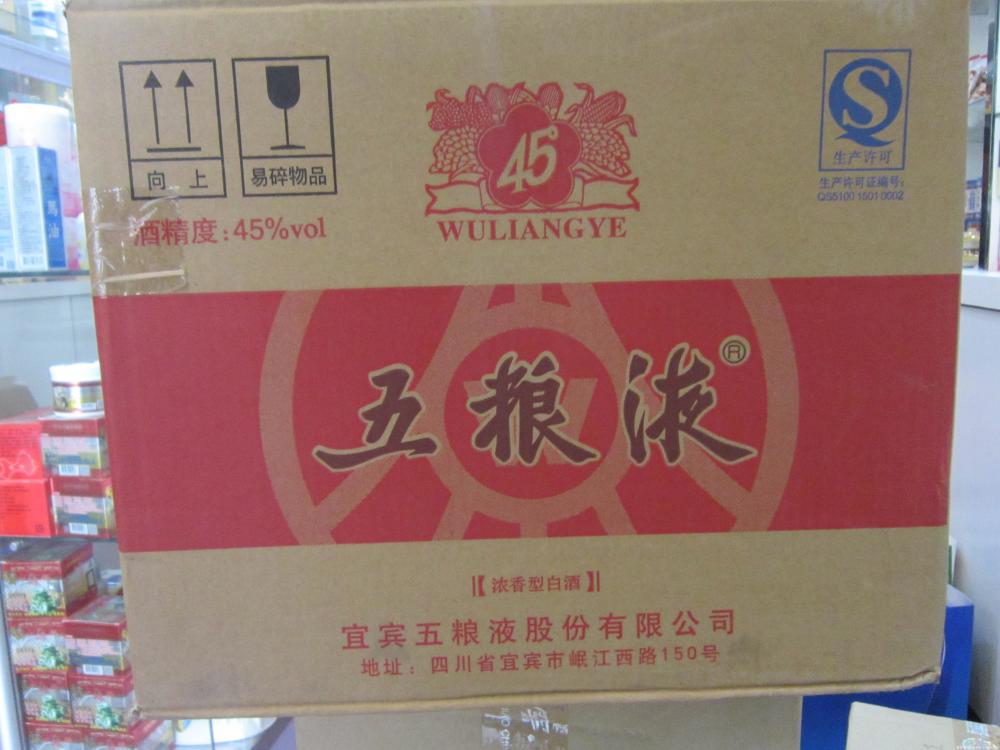 向 上
易碎物品
酒精度:45%vol
45°
WULIANGYE
生产许可
生产许可证编号:
QS5100 1501 0002
五粮液®
【浓香型白酒】
宜宾五粮液股份有限公司
地址：四川省宜宾市岷江西路150号
馬油